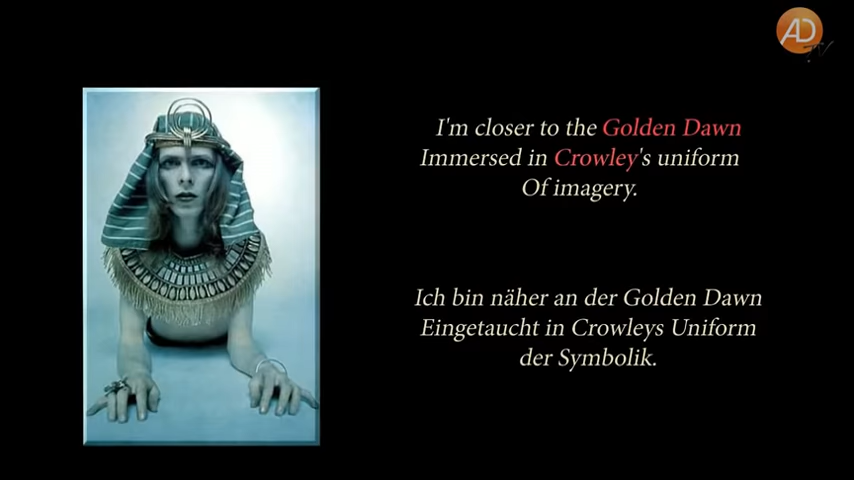 AD
TV
I'm closer to the Golden Dawn
Immersed in Crowley's uniform
Of imagery.
Ich bin näher an der Golden Dawn
Eingetaucht in Crowleys Uniform
der Symbolik.